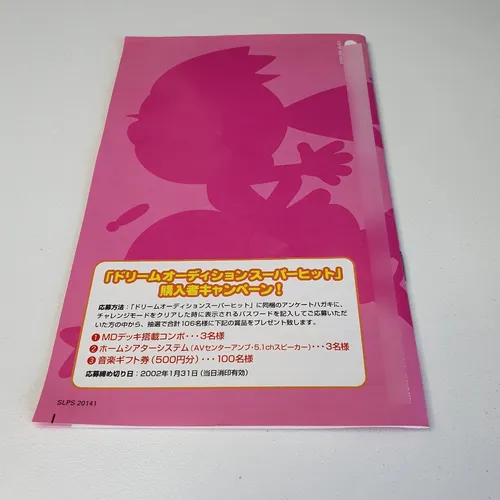 「ドリームオーディションスーパーヒット」
購入者キャンペーン！
応募方法：「ドリームオーディションスーパーヒット」に同梱のアンケートハガキに、
チャレンジモードをクリアした時に表示されるパスワードを記入してご応募いただ
いた方の中から、抽選で合計106名様に下記の賞品をプレゼント致します。
❶ MDデッキ搭載コンポ・・・3名様
❷ ホームシアターシステム（AVセンターアンプ・5.1chスピーカー）・・・3名様
❸ 音楽ギフト券（500円分）・・・100名様
応募締め切り日：2002年1月31日（当日消印有効）
SLPS 20141